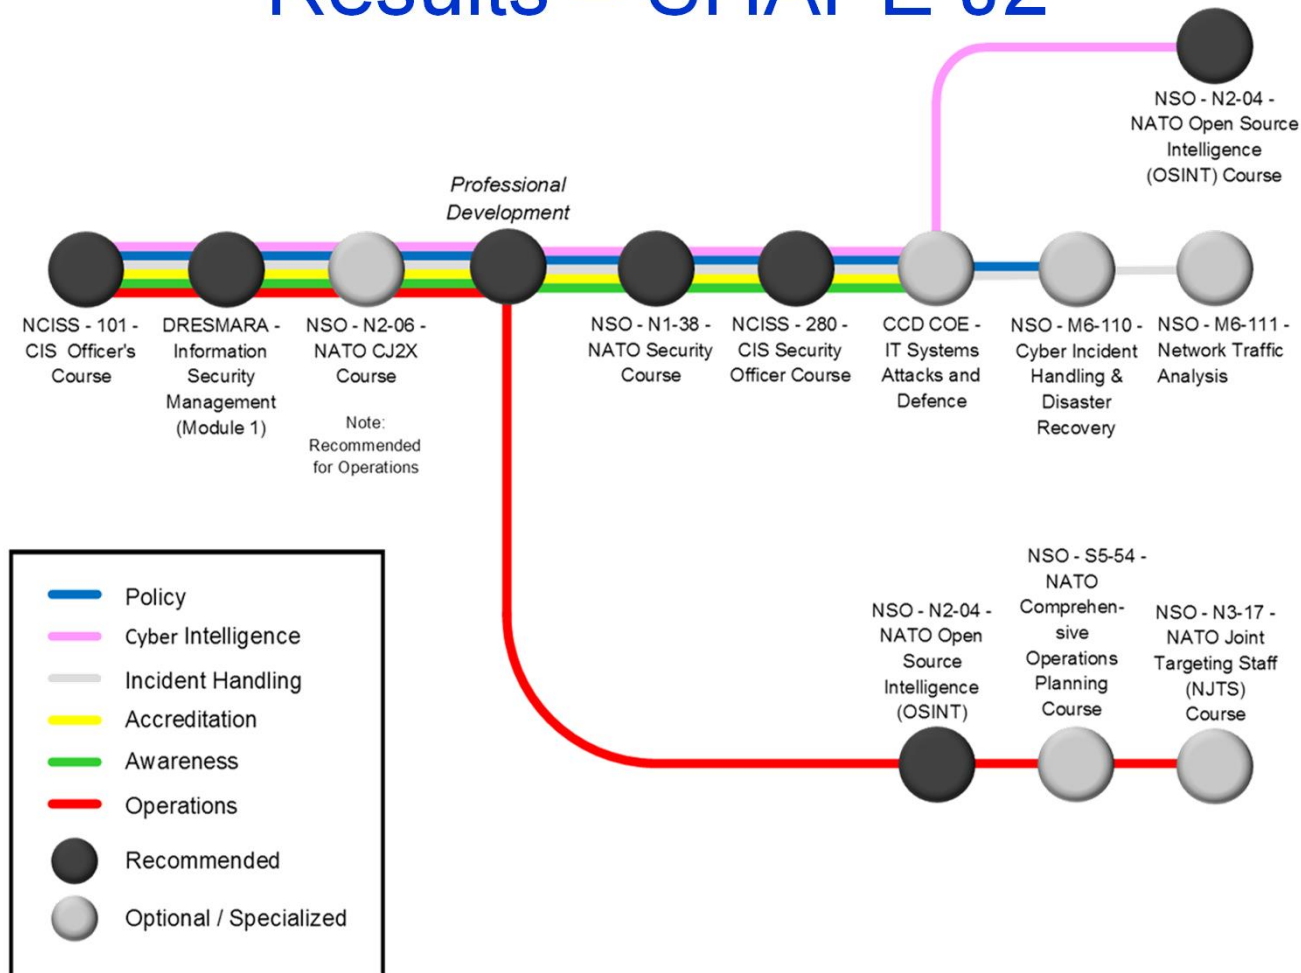 Results – SHAPE J2
NSO - N2-04 -
NATO Open Source
Intelligence
(OSINT) Course
Professional
Development
NCISS - 101 -
CIS Officer's
Course
DRESMARA -
Information
Security
Management
(Module 1)
NSO - N2-06 -
NATO CJ2X
Course
Note:
Recommended
for Operations
NSO - N1-38 -
NATO Security
Course
NCISS - 280 -
CIS Security
Officer Course
CCD COE -
IT Systems
Attacks and
Defence
NSO - M6-110 -
Cyber Incident
Handling &
Disaster
Recovery
NSO - M6-111 -
Network Traffic
Analysis
NSO - N2-04 -
NATO Open
Source
Intelligence
(OSINT)
NSO - S5-54 -
NATO
Comprehen-
sive
Operations
Planning
Course
NSO - N3-17 -
NATO Joint
Targeting Staff
(NJTS)
Course
Policy
Cyber Intelligence
Incident Handling
Accreditation
Awareness
Operations
Recommended
Optional / Specialized